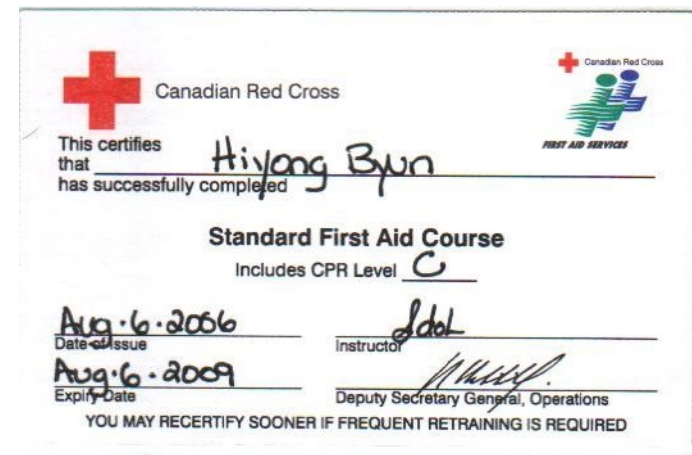 Canadian Red Cross
Canadian Red Cross
FIRST AID SERVICES
This certifies
that Hiyong Byun
has successfully completed
Standard First Aid Course
Includes CPR Level C
Aug. 6. 2006
Date of Issue
Instructor
Aug. 6. 2009
Expiry Date
Deputy Secretary General, Operations
YOU MAY RECERTIFY SOONER IF FREQUENT RETRAINING IS REQUIRED